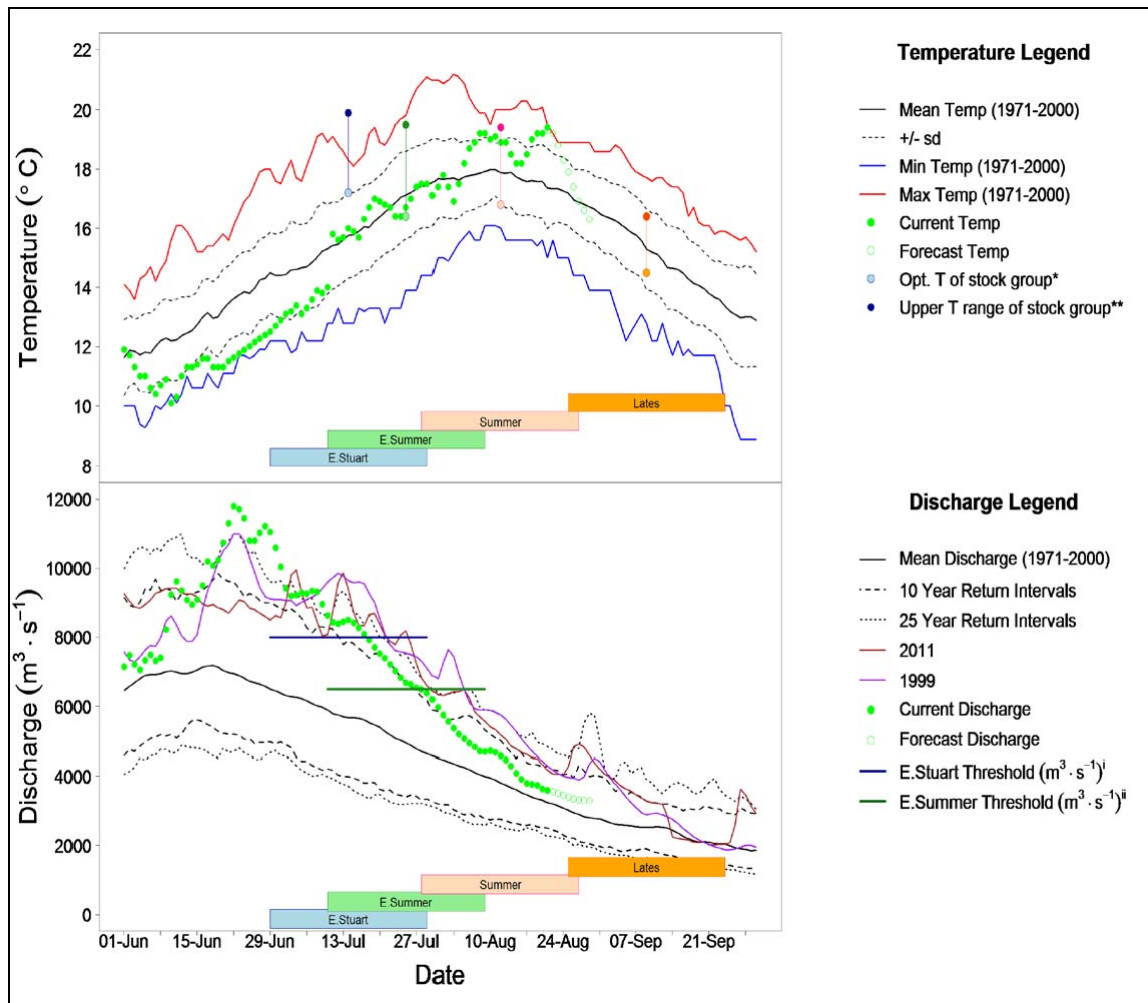 22
20
18
16
14
12
10
8
Temperature (° C)
Lates
Summer
E.Summer
E.Stuart
Temperature Legend
Mean Temp (1971-2000)
+/- sd
Min Temp (1971-2000)
Max Temp (1971-2000)
Current Temp
Forecast Temp
Opt. T of stock group*
Upper T range of stock group**
12000
10000
8000
6000
4000
2000
0
Discharge (m³ · s⁻¹)
Lates
Summer
E.Summer
E.Stuart
01-Jun 15-Jun 29-Jun 13-Jul 27-Jul 10-Aug 24-Aug 07-Sep 21-Sep
Date
Discharge Legend
Mean Discharge (1971-2000)
10 Year Return Intervals
25 Year Return Intervals
2011
1999
Current Discharge
Forecast Discharge
E.Stuart Threshold (m³ · s⁻¹)ⁱ
E.Summer Threshold (m³ · s⁻¹)ⁱⁱ